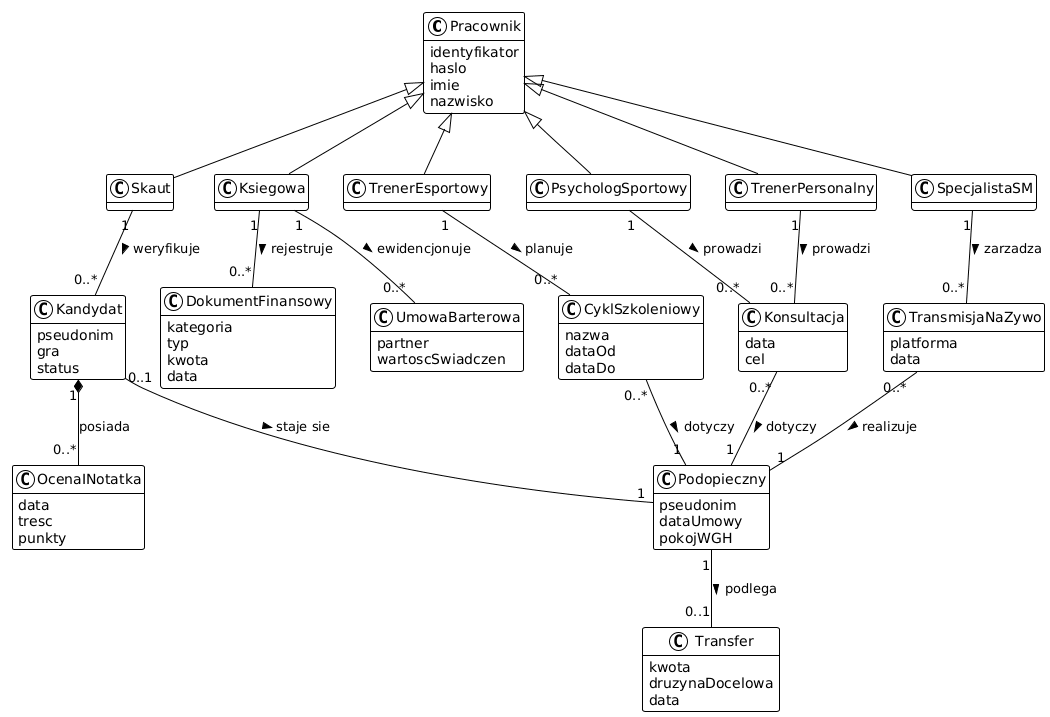 C Pracownik
identyfikator
haslo
imie
nazwisko
C Skaut
C Ksiegowa
C TrenerEsportowy
C PsychologSportowy
C TrenerPersonalny
C SpecjalistaSM
1
1
1
1
1
1
1
weryfikuje
rejestruje
ewidencjonuje
planuje
prowadzi
prowadzi
zarzadza
0..*
0..*
0..*
0..*
0..*
0..*
0..*
C Kandydat
pseudonim
gra
status
C DokumentFinansowy
kategoria
typ
kwota
data
C UmowaBarterowa
partner
wartoscSwiadczen
C CyklSzkoleniowy
nazwa
dataOd
dataDo
C Konsultacja
data
cel
C TransmisjaNaZywo
platforma
data
1
0..1
0..*
0..*
0..*
posiada
staje sie
dotyczy
dotyczy
realizuje
0..*
1
1
1
1
C OcenaINotatka
data
tresc
punkty
C Podopieczny
pseudonim
dataUmowy
pokojWGH
1
podlega
0..1
C Transfer
kwota
druzynaDocelowa
data